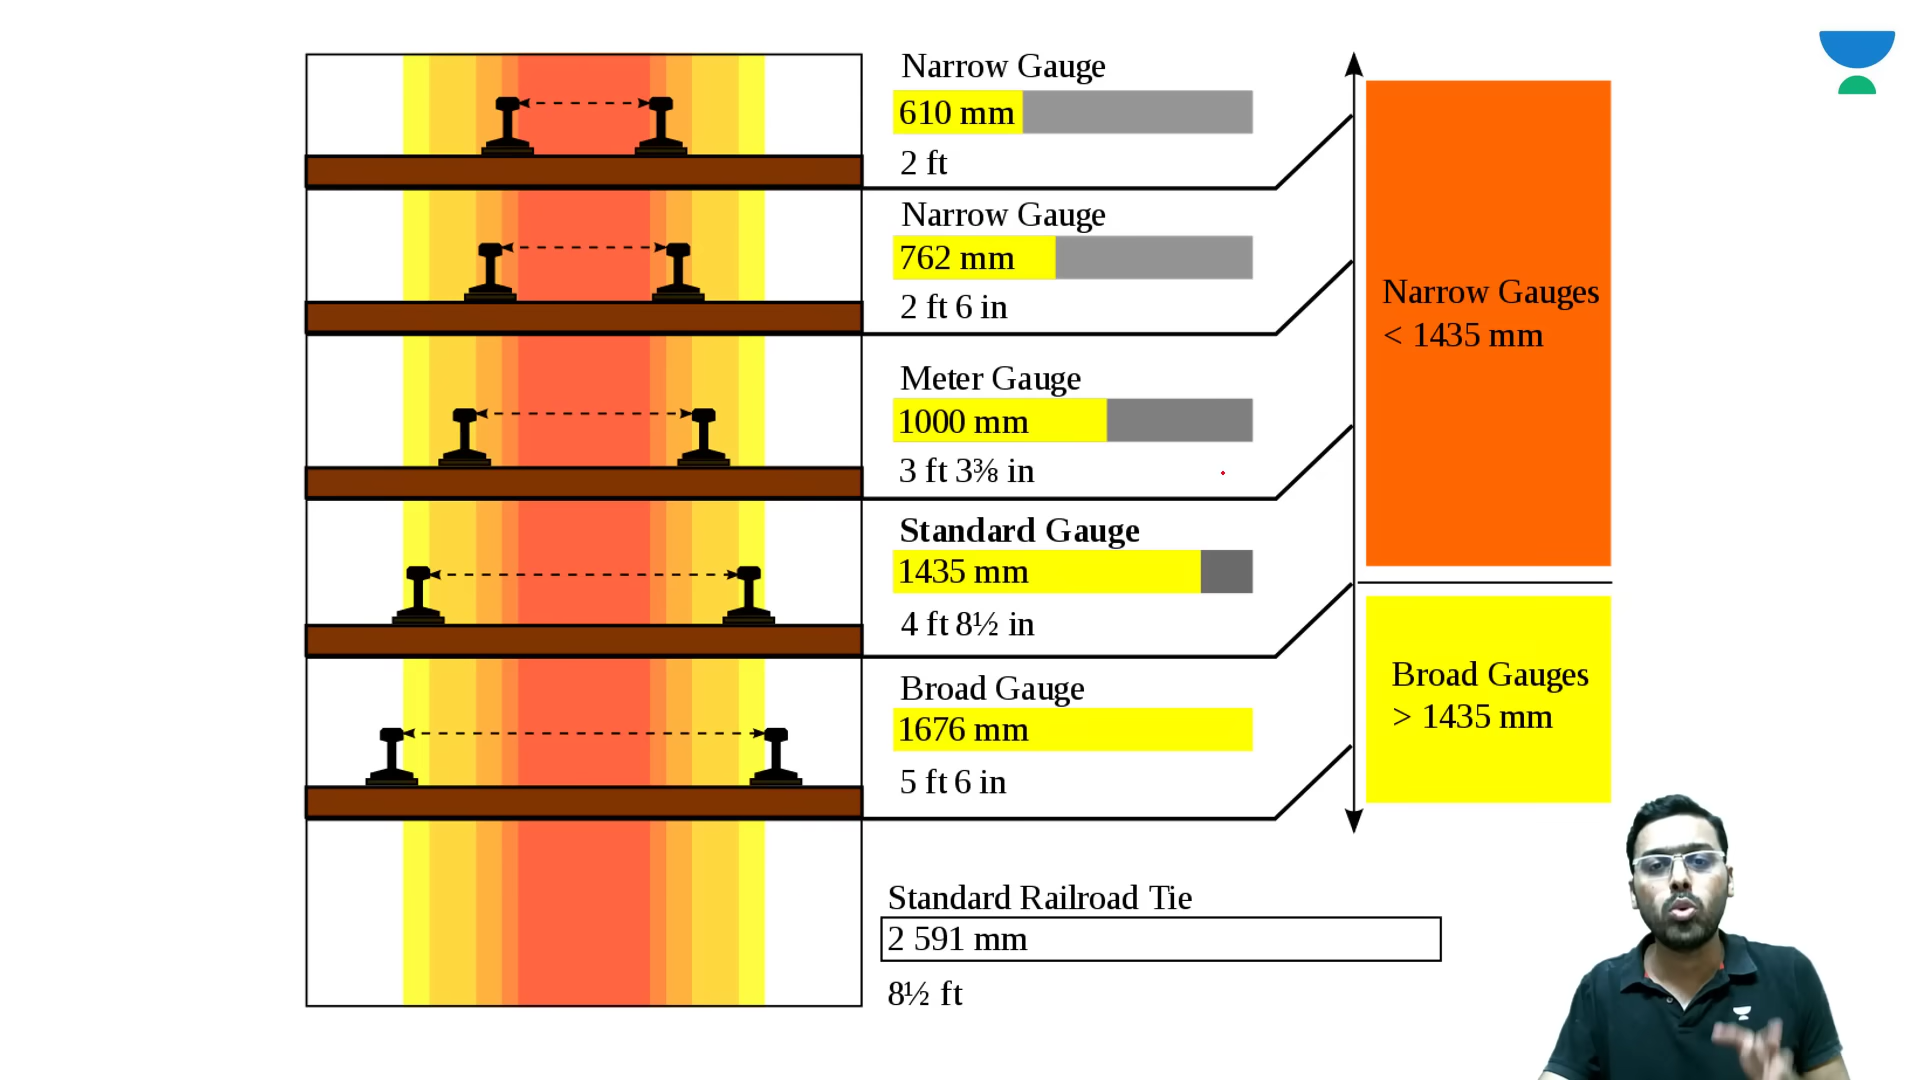 Narrow Gauge
610 mm
2 ft
Narrow Gauge
762 mm
2 ft 6 in
Meter Gauge
1000 mm
3 ft 3⅜ in
Standard Gauge
1435 mm
4 ft 8½ in
Broad Gauge
1676 mm
5 ft 6 in
Narrow Gauges
< 1435 mm
Broad Gauges
> 1435 mm
Standard Railroad Tie
2 591 mm
8½ ft